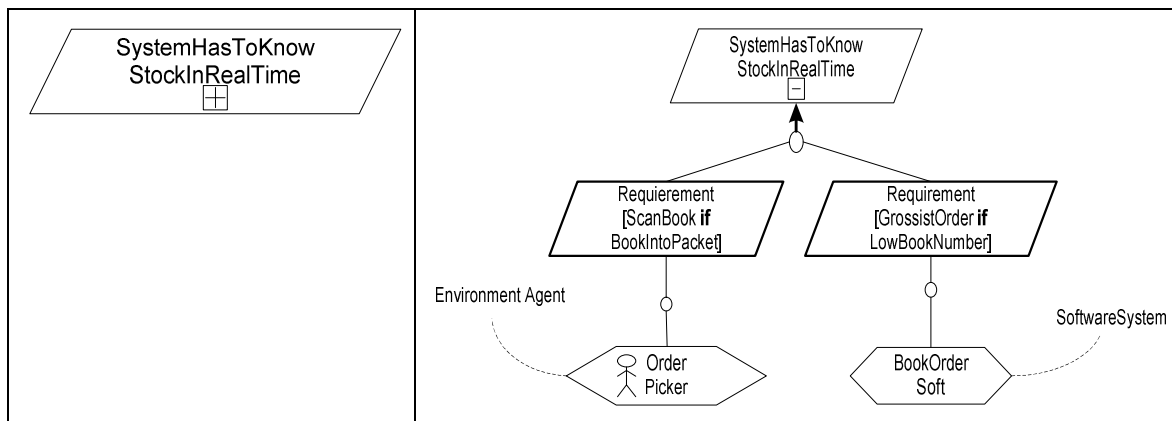 SystemHasToKnow
StockInRealTime
SystemHasToKnow
StockInRealTime
Requierement
[ScanBook if
BookIntoPacket]
Requirement
[GrossistOrder if
LowBookNumber]
Environment Agent
SoftwareSystem
Order
Picker
BookOrder
Soft